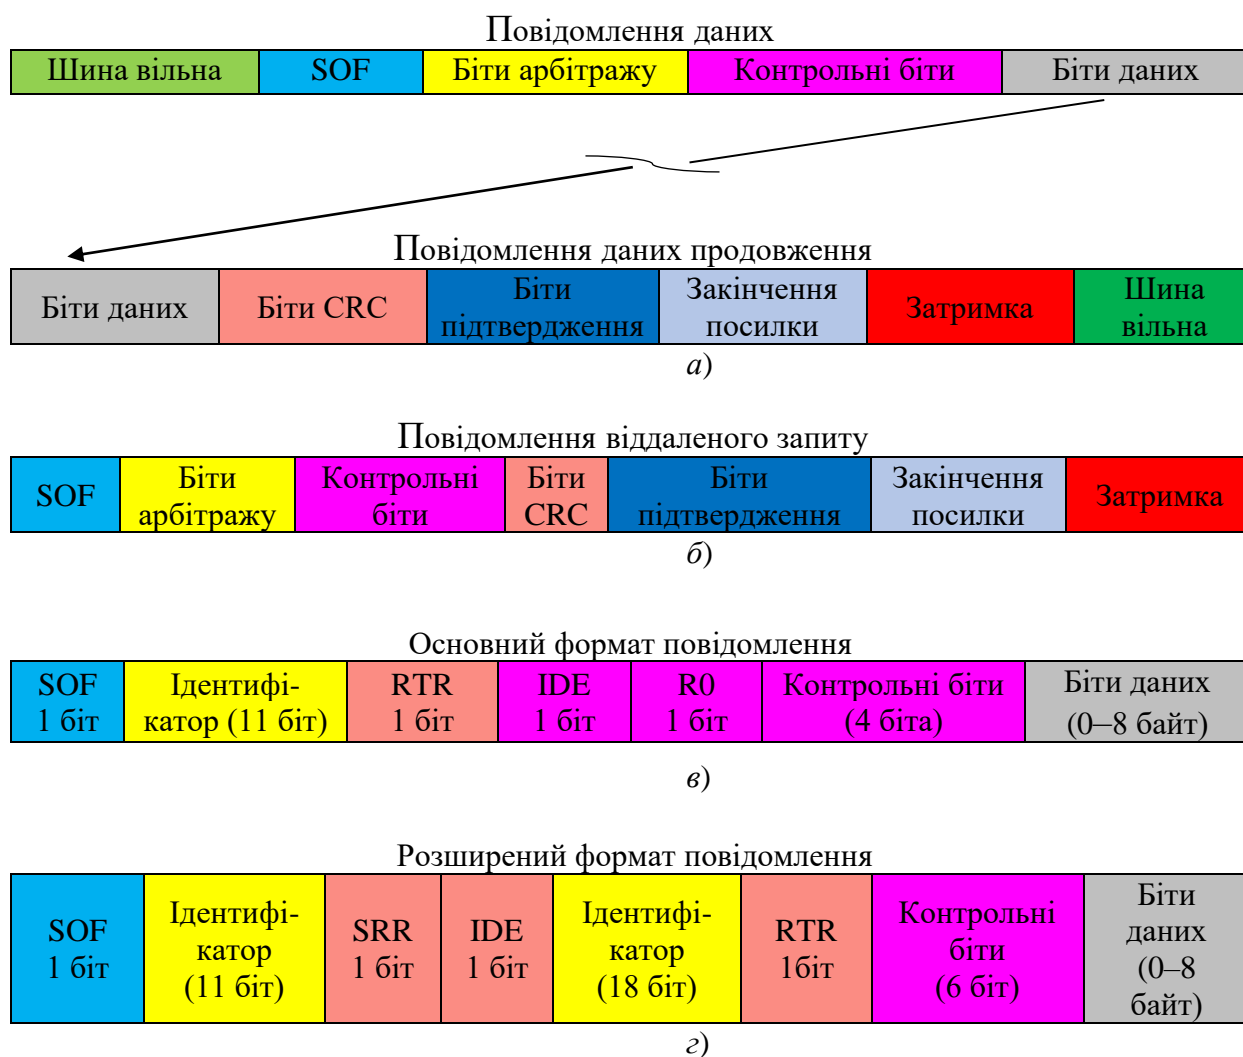 Повідомлення даних
Шина вільна SOF Біти арбітражу Контрольні біти Біти даних
Повідомлення даних продовження
Біти даних Біти CRC Біти підтвердження Закінчення посилки Затримка Шина вільна
а)
Повідомлення віддаленого запиту
SOF Біти арбітражу Контрольні біти Біти CRC Біти підтвердження Закінчення посилки Затримка
б)
Основний формат повідомлення
SOF 1 біт Ідентифі-катор (11 біт) RTR 1 біт IDE 1 біт R0 1 біт Контрольні біти (4 біта) Біти даних (0–8 байт)
в)
Розширений формат повідомлення
SOF 1 біт Ідентифі-катор (11 біт) SRR 1 біт IDE 1 біт Ідентифі-катор (18 біт) RTR 1біт Контрольні біти (6 біт) Біти даних (0–8 байт)
г)